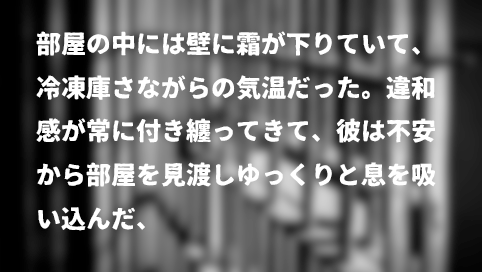 部屋の中には壁に霜が下りていて、
冷凍庫さながらの気温だった。違和
感が常に付き纏ってきて、彼は不安
から部屋を見渡しゆっくりと息を吸
い込んだ、